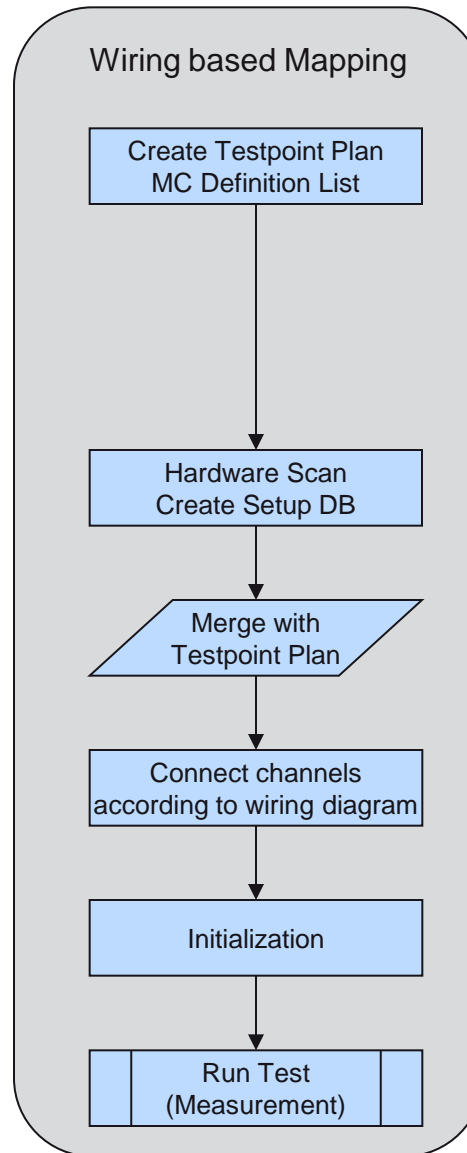 Wiring based Mapping
Create Testpoint Plan
MC Definition List
Hardware Scan
Create Setup DB
Merge with
Testpoint Plan
Connect channels
according to wiring diagram
Initialization
Run Test
(Measurement)